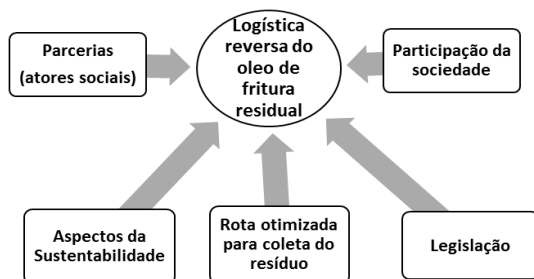 Parcerias
(atores sociais)
Logística
reversa do
oleo de
fritura
residual
Participação da
sociedade
Aspectos da
Sustentabilidade
Rota otimizada
para coleta do
resíduo
Legislação